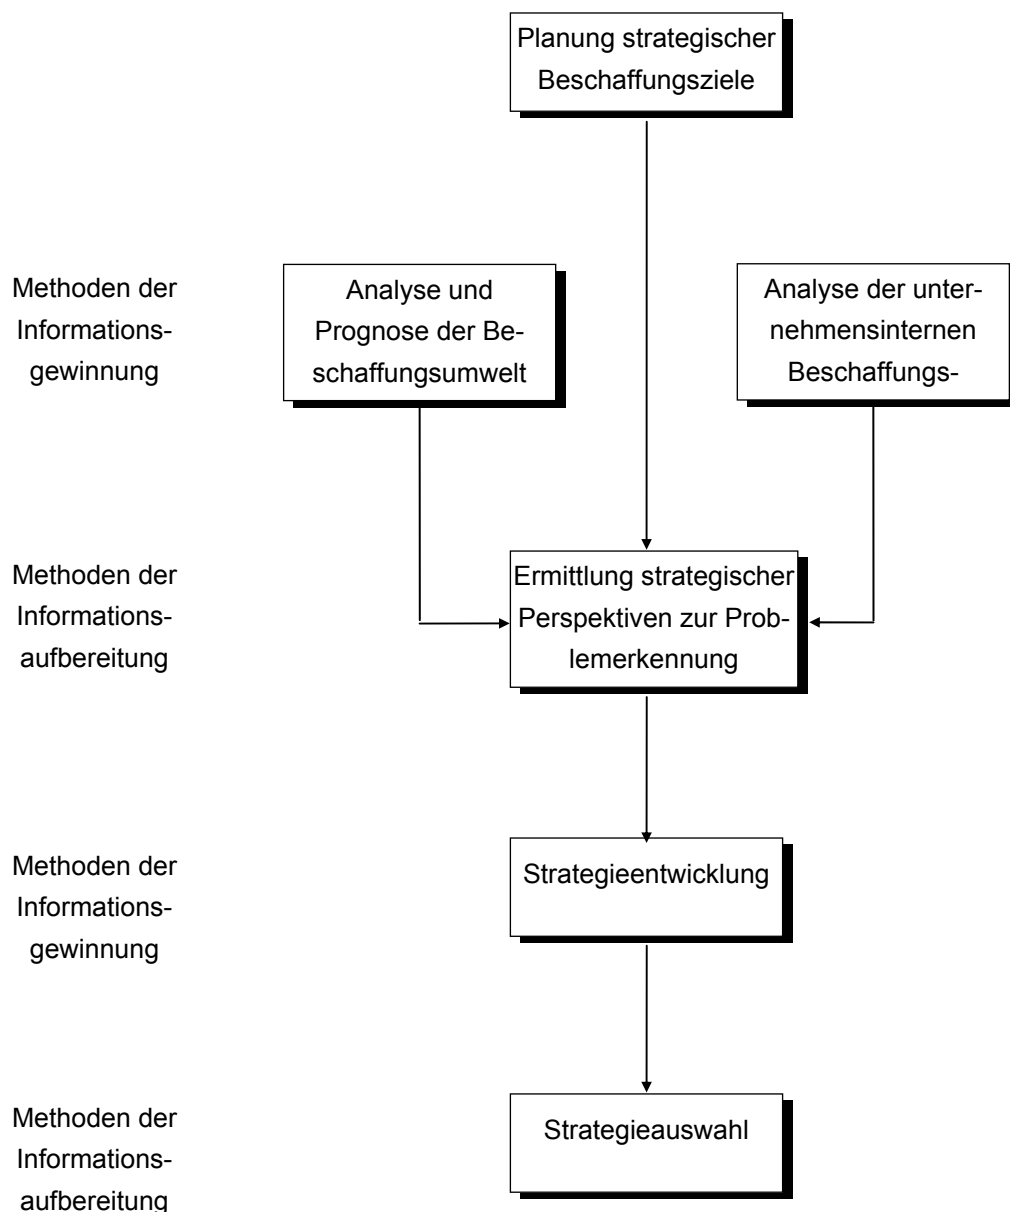 Planung strategischer
Beschaffungsziele
Methoden der
Informations-
gewinnung
Analyse und
Prognose der Be-
schaffungsumwelt
Analyse der unter-
nehmensinternen
Beschaffungs-
Methoden der
Informations-
aufbereitung
Ermittlung strategischer
Perspektiven zur Prob-
lemerkennung
Methoden der
Informations-
gewinnung
Strategieentwicklung
Methoden der
Informations-
aufbereitung
Strategieauswahl